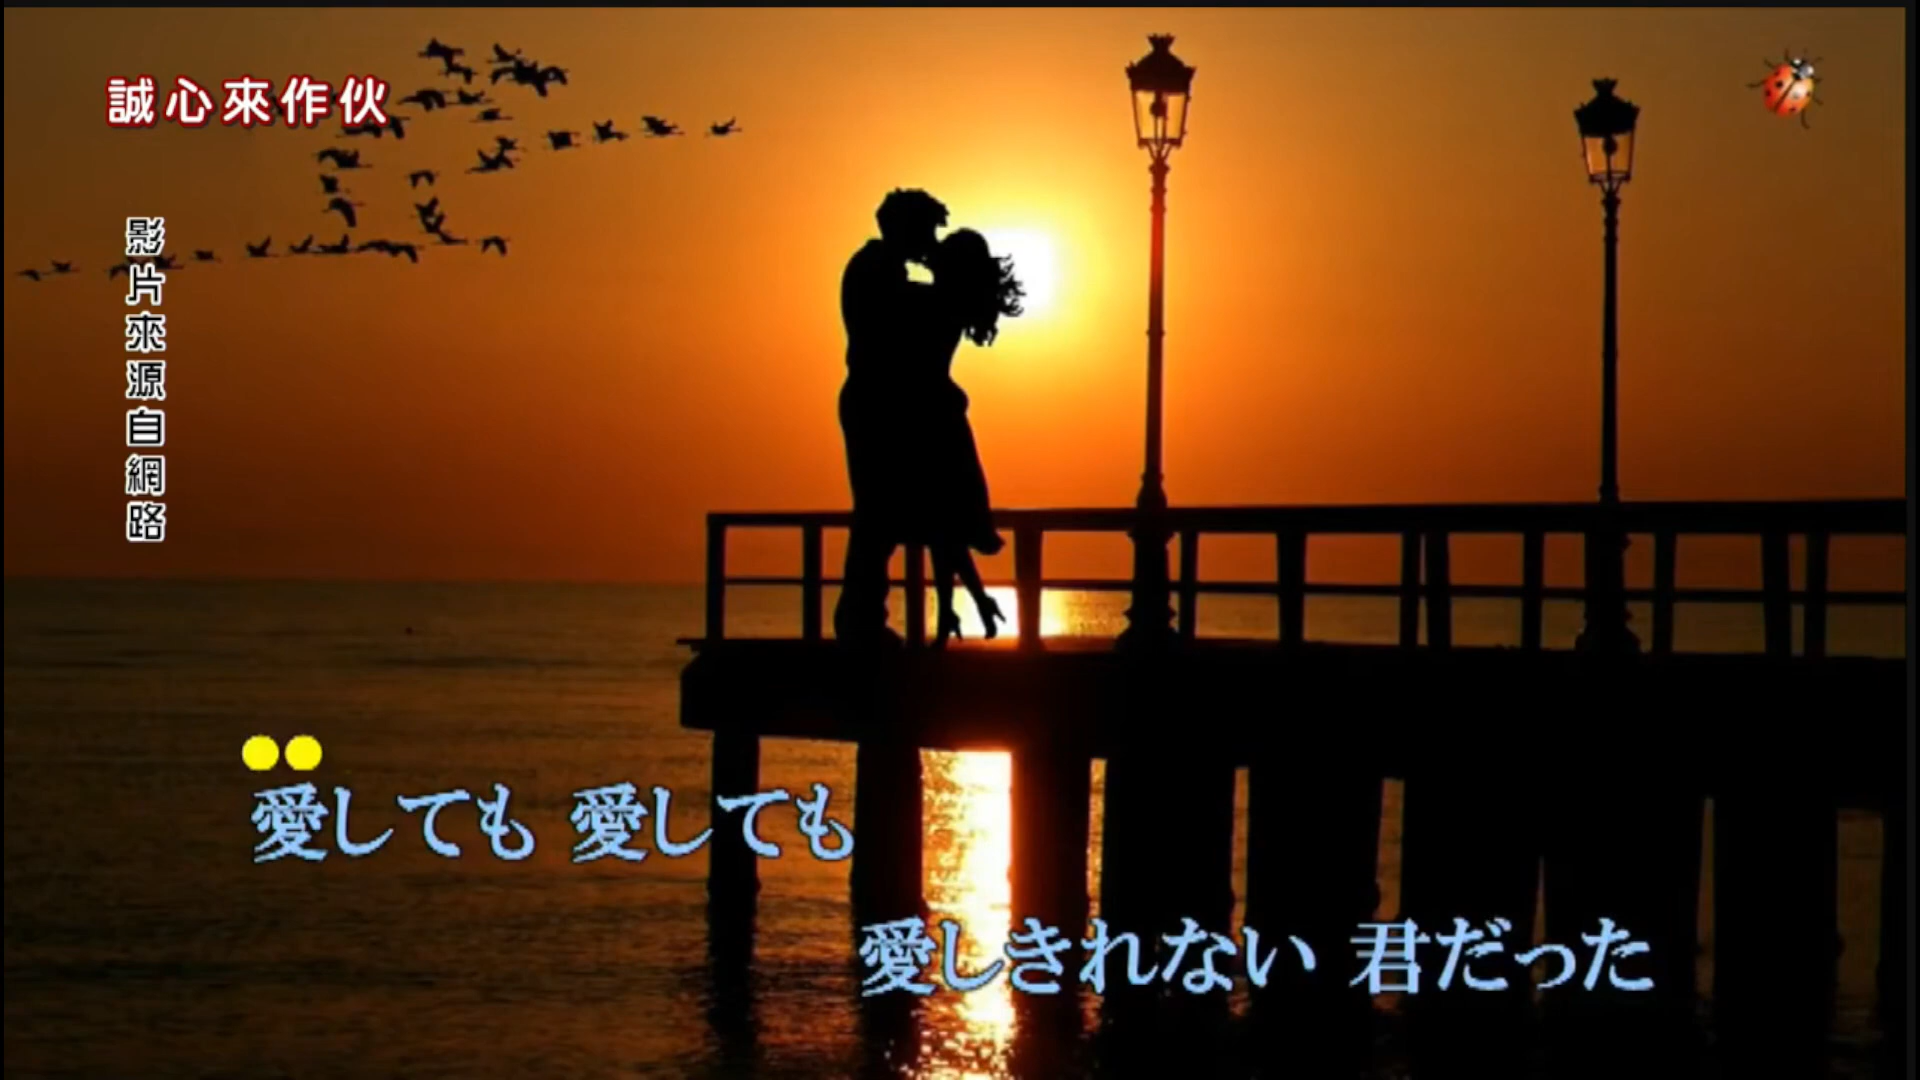 誠心來作伙
影片來源自網路
愛しても 愛しても
愛しきれない 君だった